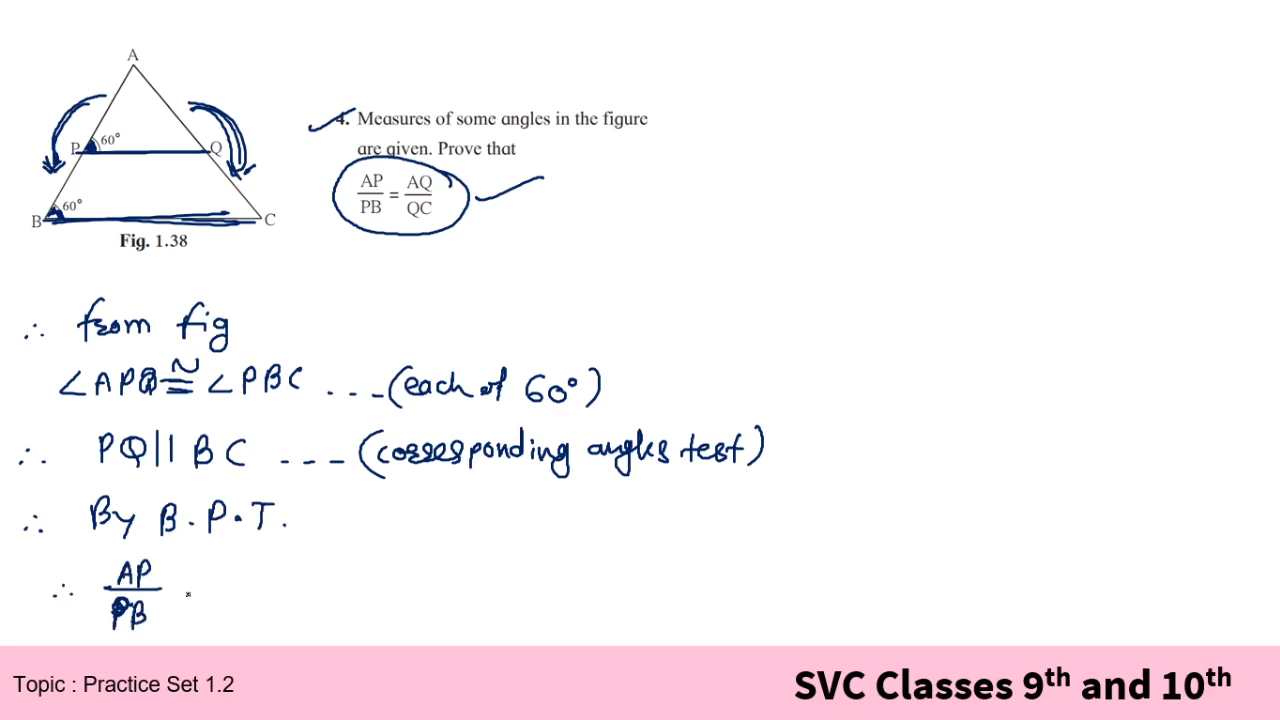 A
60°
P
Q
60°
B
C
Fig. 1.38
4. Measures of some angles in the figure
are given. Prove that
AP/PB = AQ/QC
∴ from fig
∠APQ ≅ ∠PBC ...(each of 60°)
∴ PQ || BC ---(corresponding angles test)
∴ By B.P.T.
∴ AP/PB
Topic : Practice Set 1.2
SVC Classes 9th and 10th